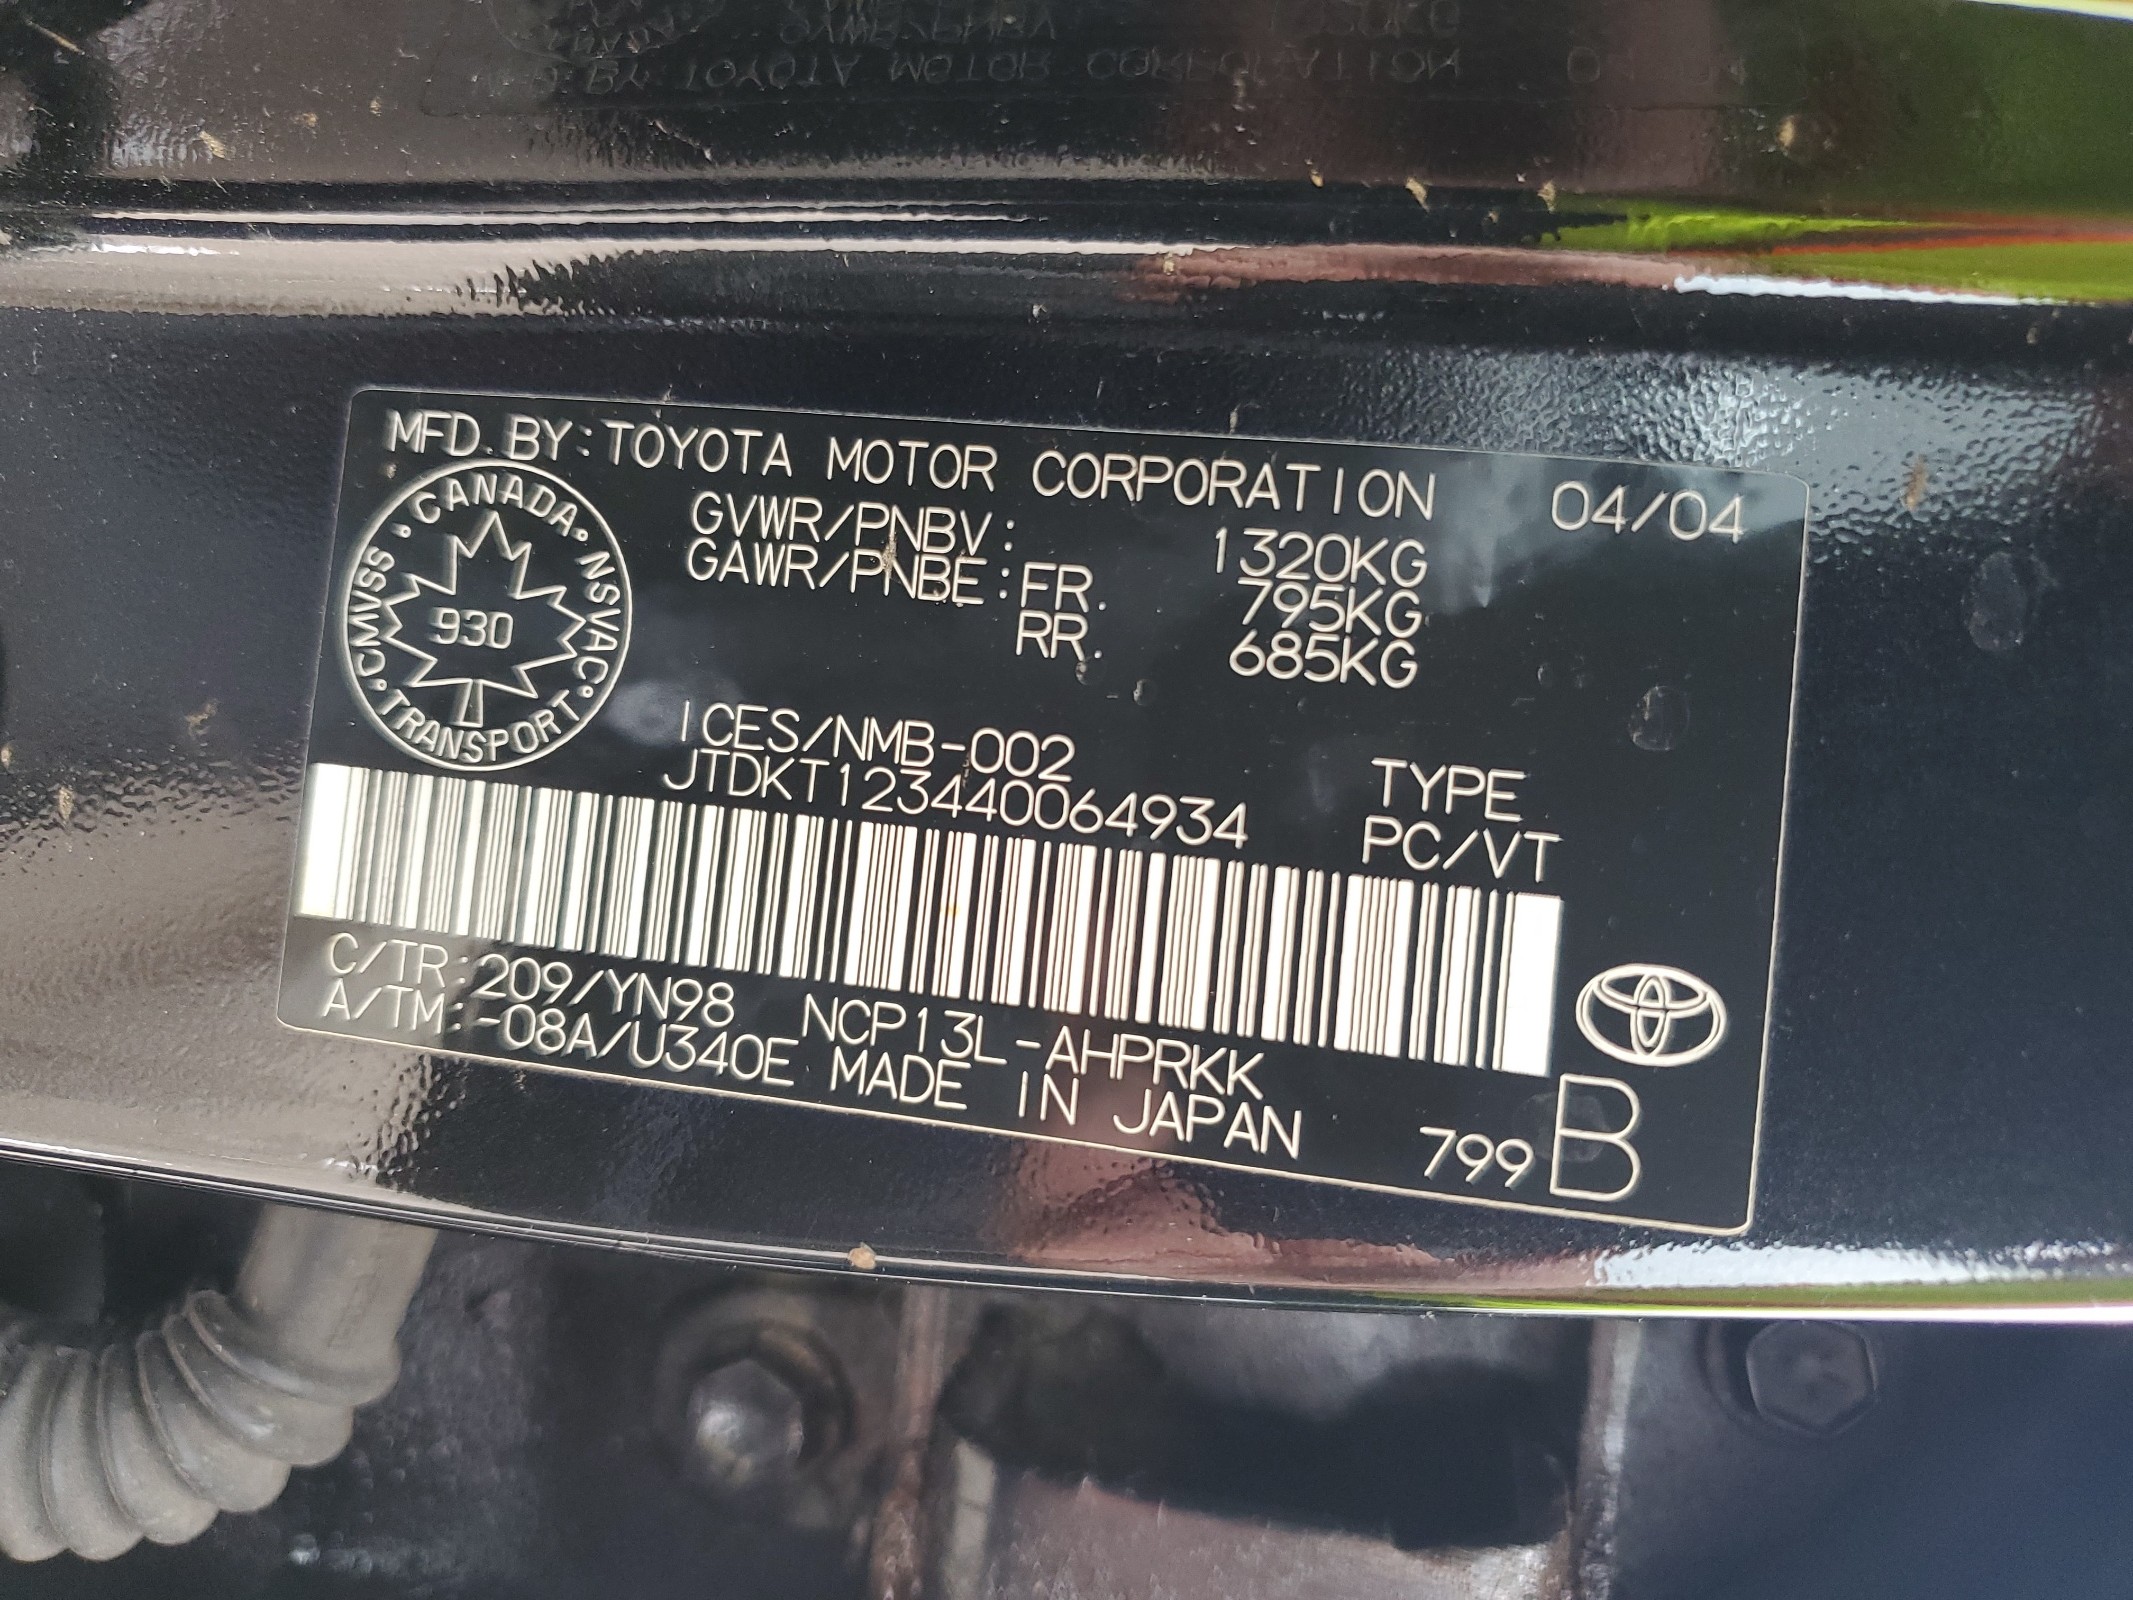 MFD. BY: TOYOTA MOTOR CORPORATION 04/04
GVWR/PNBV: 1320KG
GAWR/PNBE: FR. 795KG
RR. 685KG
CANADA • NSVAC • TRANSPORT • CMVSS •
930
ICES/NMB-002
JTDKT123440064934
TYPE
PC/VT
C/TR:209/YN98 NCP13L-AHPRKK
A/TM:-08A/U340E MADE IN JAPAN
799 B